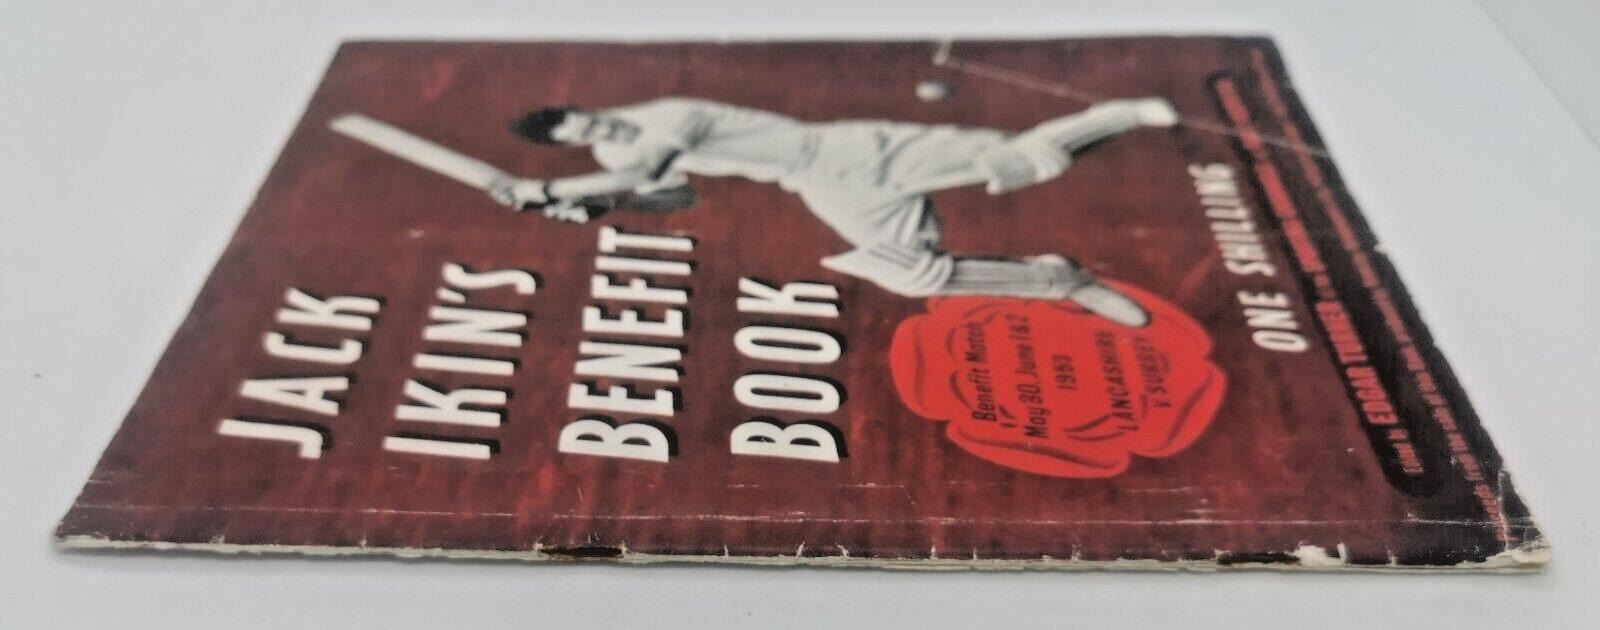 JACK
IKIN'S
BENEFIT
BOOK
Benefit Match
May 30 June 1 & 2
1953
LANCASHIRE
v SURREY
ONE SHILLING
EDGAR TURNER